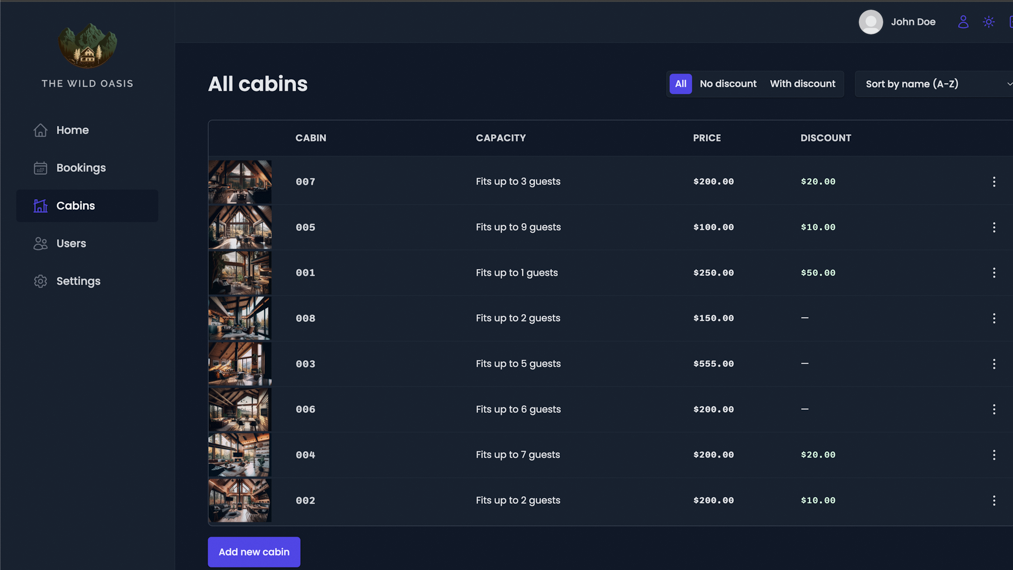 THE WILD OASIS
Home
Bookings
Cabins
Users
Settings
John Doe
All cabins
All No discount With discount Sort by name (A-Z)
CABIN CAPACITY PRICE DISCOUNT
007 Fits up to 3 guests $200.00 $20.00
005 Fits up to 9 guests $100.00 $10.00
001 Fits up to 1 guests $250.00 $50.00
008 Fits up to 2 guests $150.00 —
003 Fits up to 5 guests $555.00 —
006 Fits up to 6 guests $200.00 —
004 Fits up to 7 guests $200.00 $20.00
002 Fits up to 2 guests $200.00 $10.00
Add new cabin